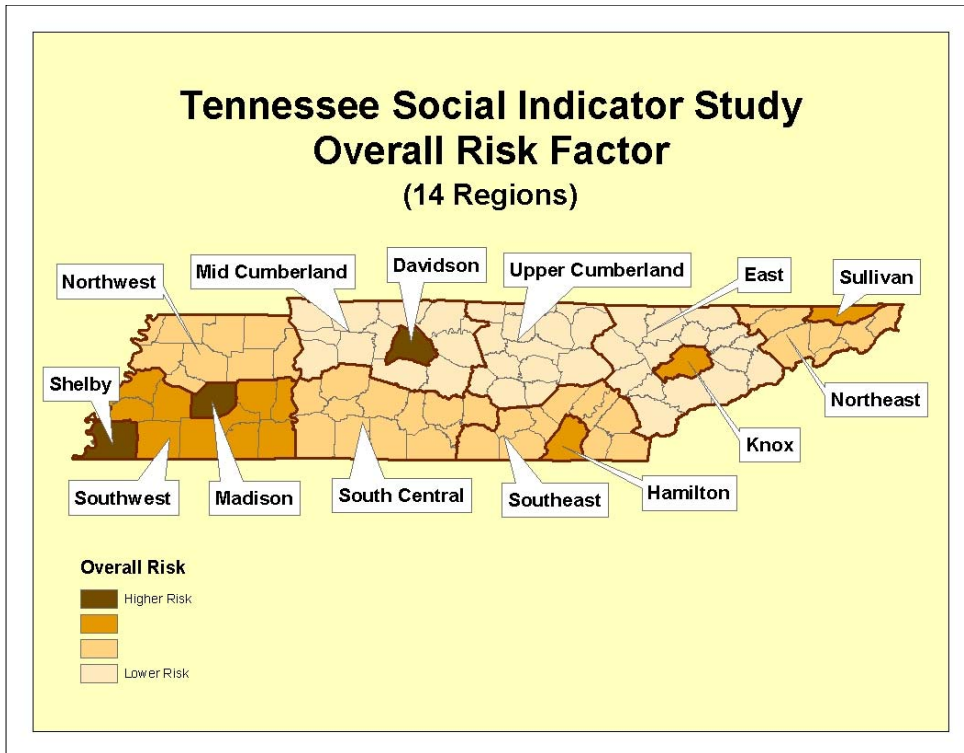 Tennessee Social Indicator Study
Overall Risk Factor
(14 Regions)
Northwest
Mid Cumberland
Davidson
Upper Cumberland
East
Sullivan
Shelby
Northeast
Southwest
Madison
South Central
Southeast
Hamilton
Knox
Overall Risk
Higher Risk
Lower Risk